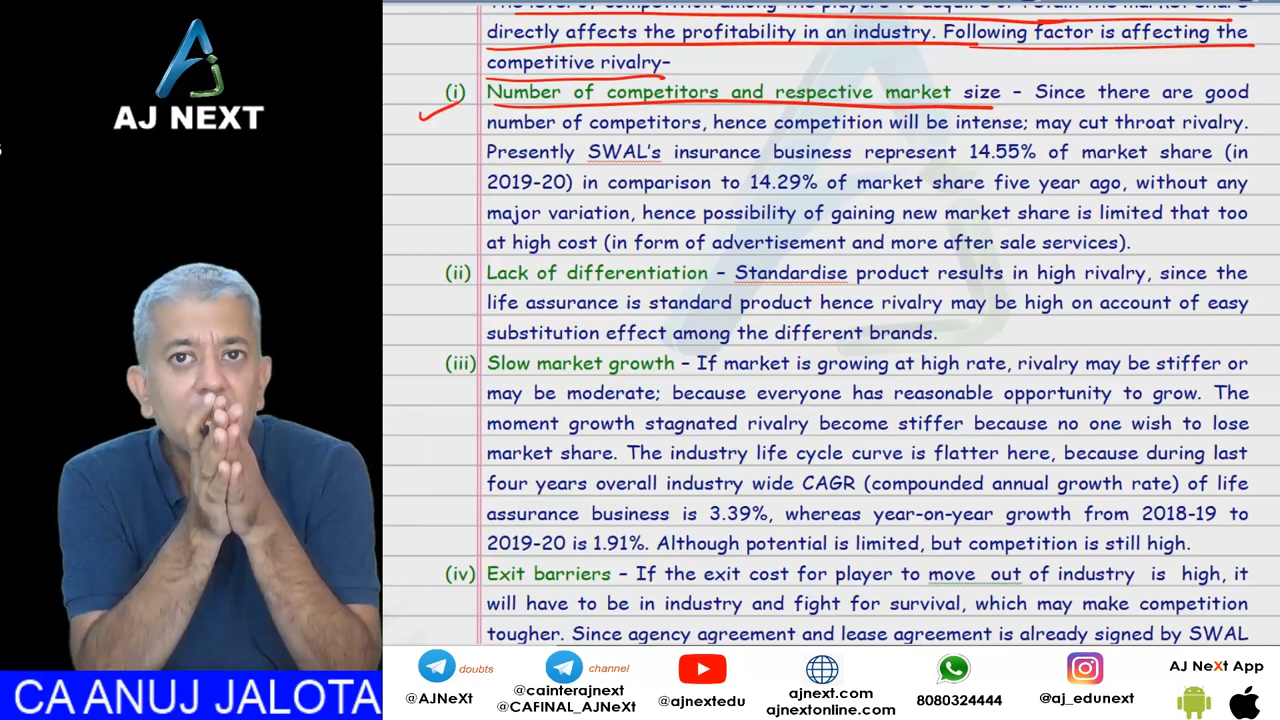 AJ NEXT
The level of competition among the players to acquire or retain the market share
directly affects the profitability in an industry. Following factor is affecting the
competitive rivalry–
(i) Number of competitors and respective market size – Since there are good
number of competitors, hence competition will be intense; may cut throat rivalry.
Presently SWAL's insurance business represent 14.55% of market share (in
2019-20) in comparison to 14.29% of market share five year ago, without any
major variation, hence possibility of gaining new market share is limited that too
at high cost (in form of advertisement and more after sale services).
(ii) Lack of differentiation – Standardise product results in high rivalry, since the
life assurance is standard product hence rivalry may be high on account of easy
substitution effect among the different brands.
(iii) Slow market growth – If market is growing at high rate, rivalry may be stiffer or
may be moderate; because everyone has reasonable opportunity to grow. The
moment growth stagnated rivalry become stiffer because no one wish to lose
market share. The industry life cycle curve is flatter here, because during last
four years overall industry wide CAGR (compounded annual growth rate) of life
assurance business is 3.39%, whereas year-on-year growth from 2018-19 to
2019-20 is 1.91%. Although potential is limited, but competition is still high.
(iv) Exit barriers – If the exit cost for player to move out of industry is high, it
will have to be in industry and fight for survival, which may make competition
tougher. Since agency agreement and lease agreement is already signed by SWAL
CA ANUJ JALOTA
doubts
@AJNeXt
channel
@cainterajnext
@CAFINAL_AJNeXt
@ajnextedu
ajnext.com
ajnextonline.com
8080324444
@aj_edunext
AJ NeXt App